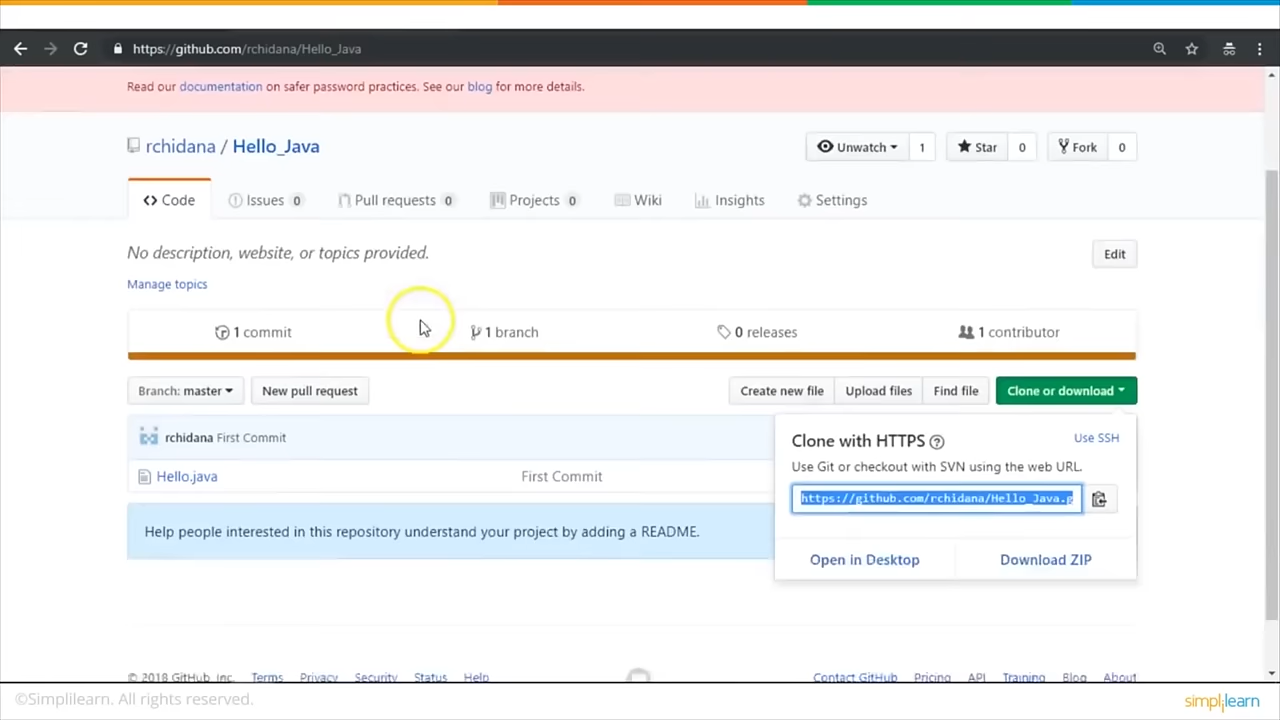 https://github.com/rchidana/Hello_Java
Read our documentation on safer password practices. See our blog for more details.
rchidana / Hello_Java
Unwatch 1 Star 0 Fork 0
Code Issues 0 Pull requests 0 Projects 0 Wiki Insights Settings
No description, website, or topics provided. Edit
Manage topics
1 commit 1 branch 0 releases 1 contributor
Branch: master New pull request Create new file Upload files Find file Clone or download
rchidana First Commit
Hello.java First Commit
Help people interested in this repository understand your project by adding a README.
Clone with HTTPS Use SSH
Use Git or checkout with SVN using the web URL.
https://github.com/rchidana/Hello_Java.g
Open in Desktop Download ZIP
© 2018 GitHub, Inc. Terms Privacy Security Status Help Contact GitHub Pricing API Training Blog About
©Simplilearn. All rights reserved. simplilearn